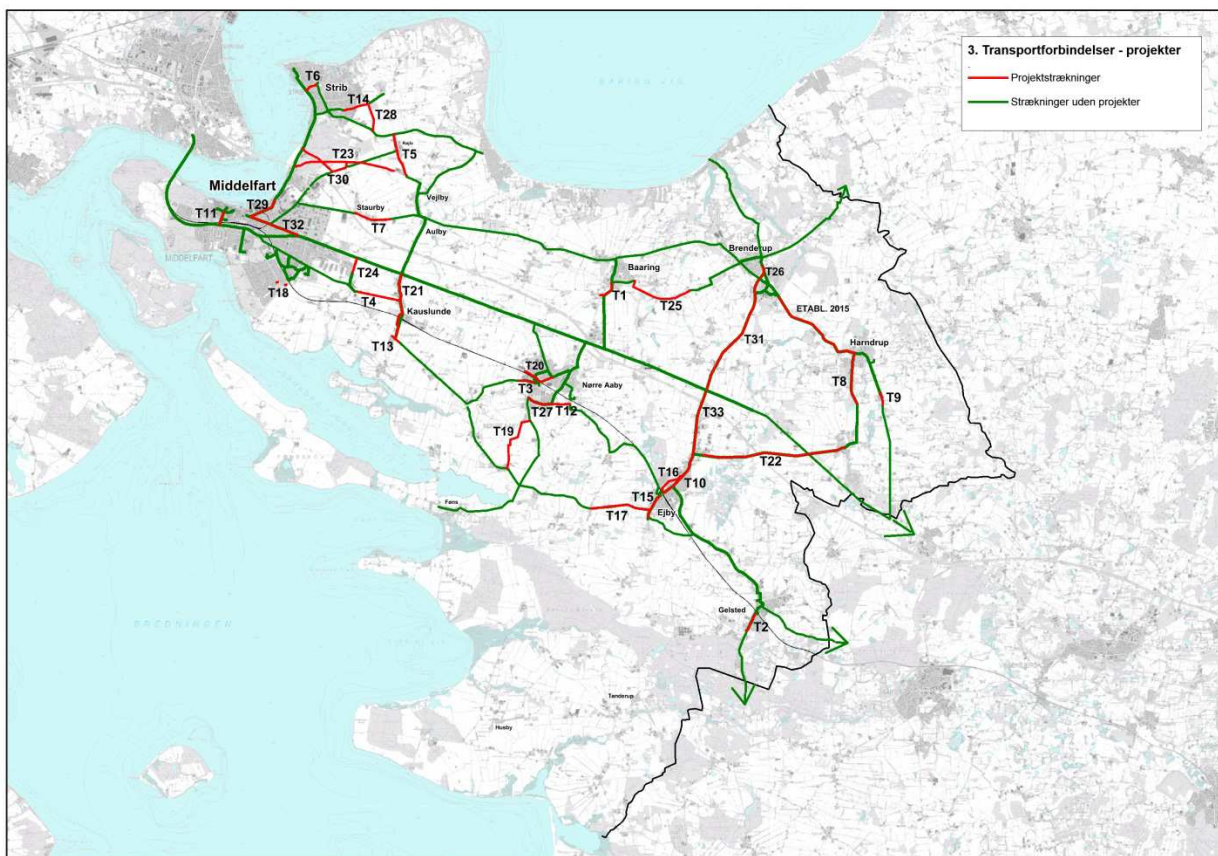 3. Transportforbindelser - projekter
Projektstrækninger
Strækninger uden projekter
T6
Strib
T14
T28
T23
T5
T30
Middelfart
Vejlby
T29
Staurby
T11
T7
T32
Aulby
MIDDELFART
Brenderup
Baaring
T26
T24
T18
T21
T4
T1
T25
Kauslunde
ETABL. 2015
T13
T31
Harndrup
T20
T8
T3
Nørre Aaby
T9
T27
T12
T33
T19
T22
T16
T10
T15
Føns
T17
Ejby
Gelsted
T2
BREDNINGEN
Tanderup
Husby